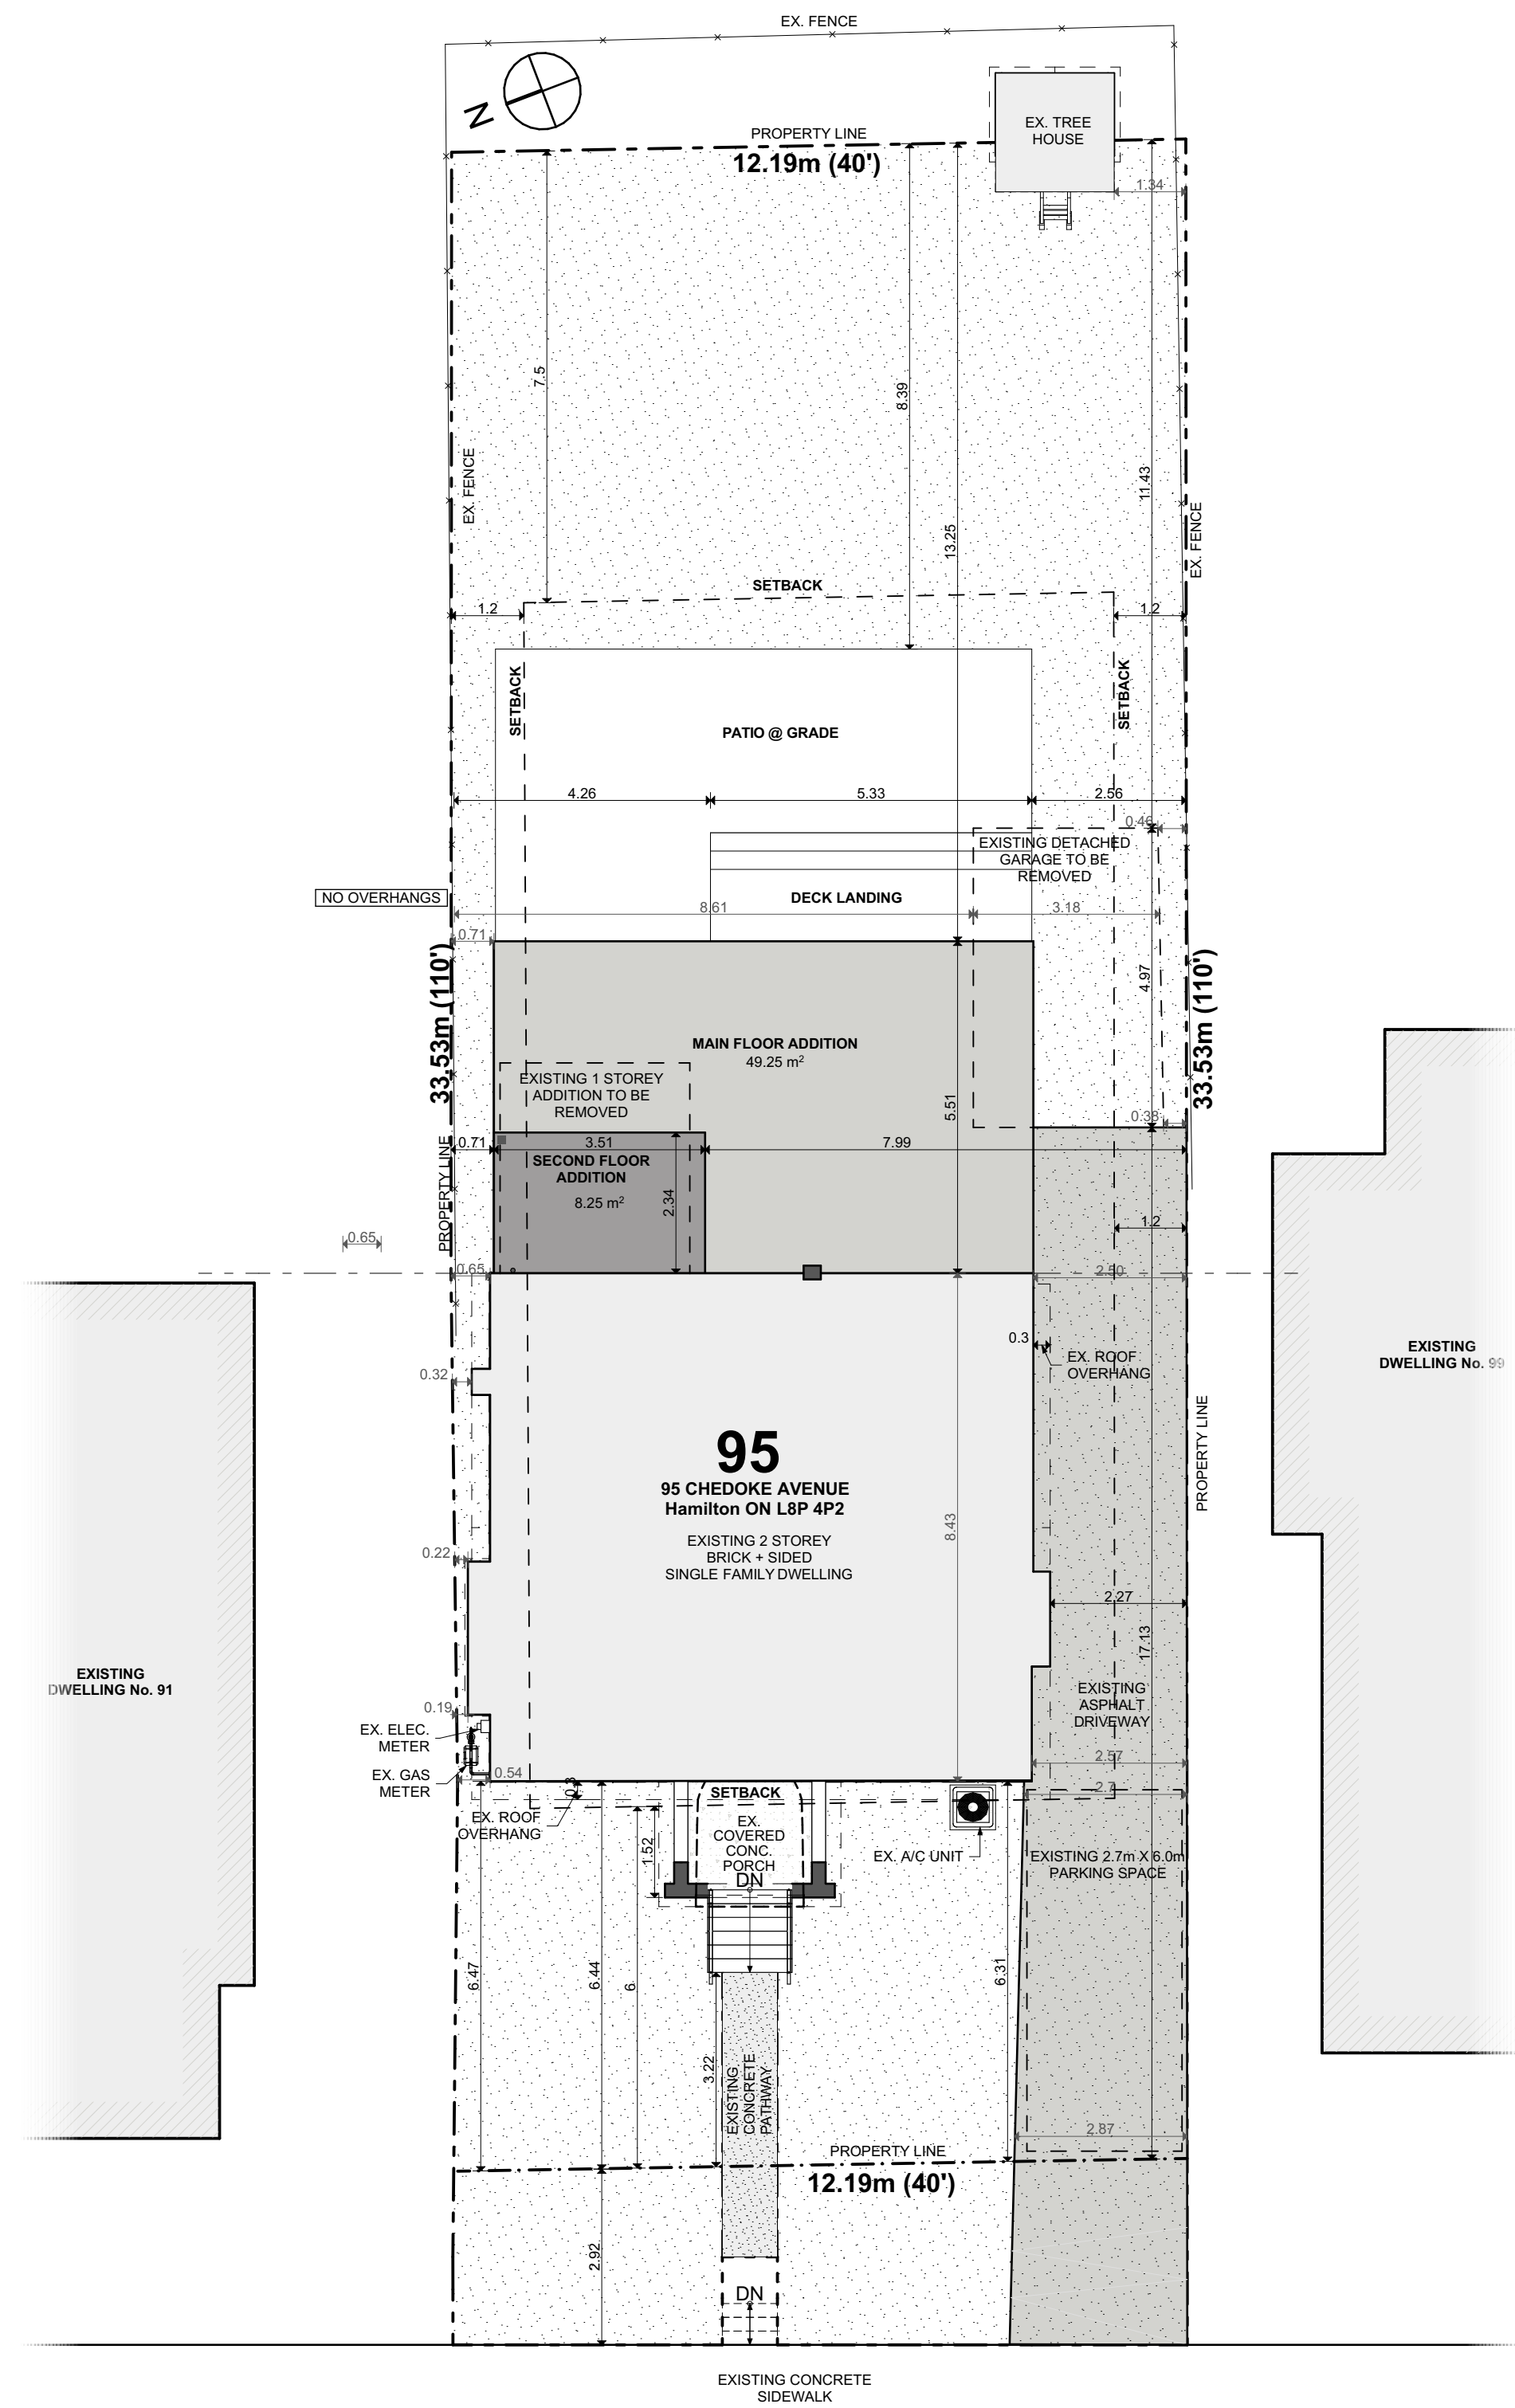 EX. FENCE
N
EX. TREE
HOUSE
PROPERTY LINE
12.19m (40')
1.34
7.5
8.39
11.43
EX. FENCE
EX. FENCE
13.25
SETBACK
1.2
1.2
SETBACK
SETBACK
PATIO @ GRADE
4.26
5.33
2.56
0.46
EXISTING DETACHED
GARAGE TO BE
REMOVED
NO OVERHANGS
DECK LANDING
8.61
3.18
0.71
33.53m (110')
4.97
33.53m (110')
MAIN FLOOR ADDITION
49.25 m²
EXISTING 1 STOREY
ADDITION TO BE
REMOVED
5.51
0.38
0.71
3.51
7.99
PROPERTY LINE
SECOND FLOOR
ADDITION
8.25 m²
2.34
1.2
0.65
0.65
2.50
0.3
EX. ROOF
OVERHANG
EXISTING
DWELLING No. 99
0.32
PROPERTY LINE
95
95 CHEDOKE AVENUE
Hamilton ON L8P 4P2
EXISTING 2 STOREY
BRICK + SIDED
SINGLE FAMILY DWELLING
8.43
0.22
2.27
17.13
EXISTING
DWELLING No. 91
EXISTING
ASPHALT
DRIVEWAY
0.19
EX. ELEC.
METER
EX. GAS
METER
0.54
0.3
2.57
2.7
SETBACK
EX. ROOF
OVERHANG
1.52
EX.
COVERED
CONC.
PORCH
DN
EX. A/C UNIT
EXISTING 2.7m X 6.0m
PARKING SPACE
6.47
6.44
6
6.31
3.22
EXISTING
CONCRETE
PATHWAY
2.87
PROPERTY LINE
12.19m (40')
2.92
DN
EXISTING CONCRETE
SIDEWALK